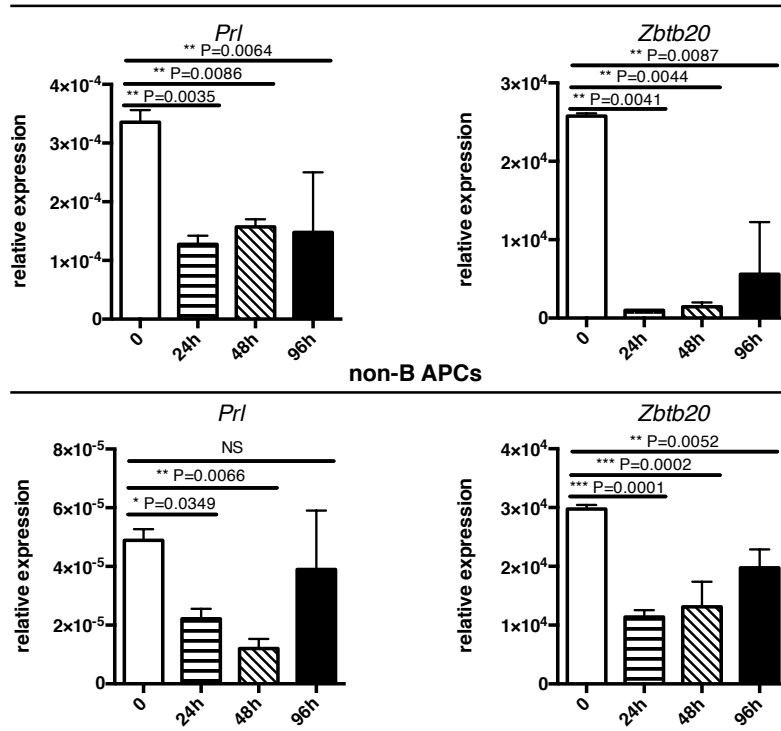 Prl
** P=0.0064
** P=0.0086
** P=0.0035
4×10-4
3×10-4
2×10-4
1×10-4
0
relative expression
0
24h
48h
96h
Zbtb20
** P=0.0087
** P=0.0044
** P=0.0041
3×10⁴
2×10⁴
1×10⁴
0
relative expression
0
24h
48h
96h
non-B APCs
Prl
NS
** P=0.0066
* P=0.0349
8×10-5
6×10-5
4×10-5
2×10-5
0
relative expression
0
24h
48h
96h
Zbtb20
** P=0.0052
*** P=0.0002
*** P=0.0001
4×10⁴
3×10⁴
2×10⁴
1×10⁴
0
relative expression
0
24h
48h
96h